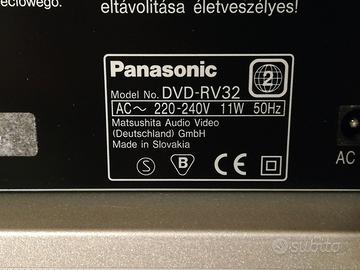 eltávolítása életveszélyes!
Panasonic
2
Model No. DVD-RV32
AC～ 220-240V 11W 50Hz
Matsushita Audio Video
(Deutschland) GmbH
Made in Slovakia
S B CE
AC
subito